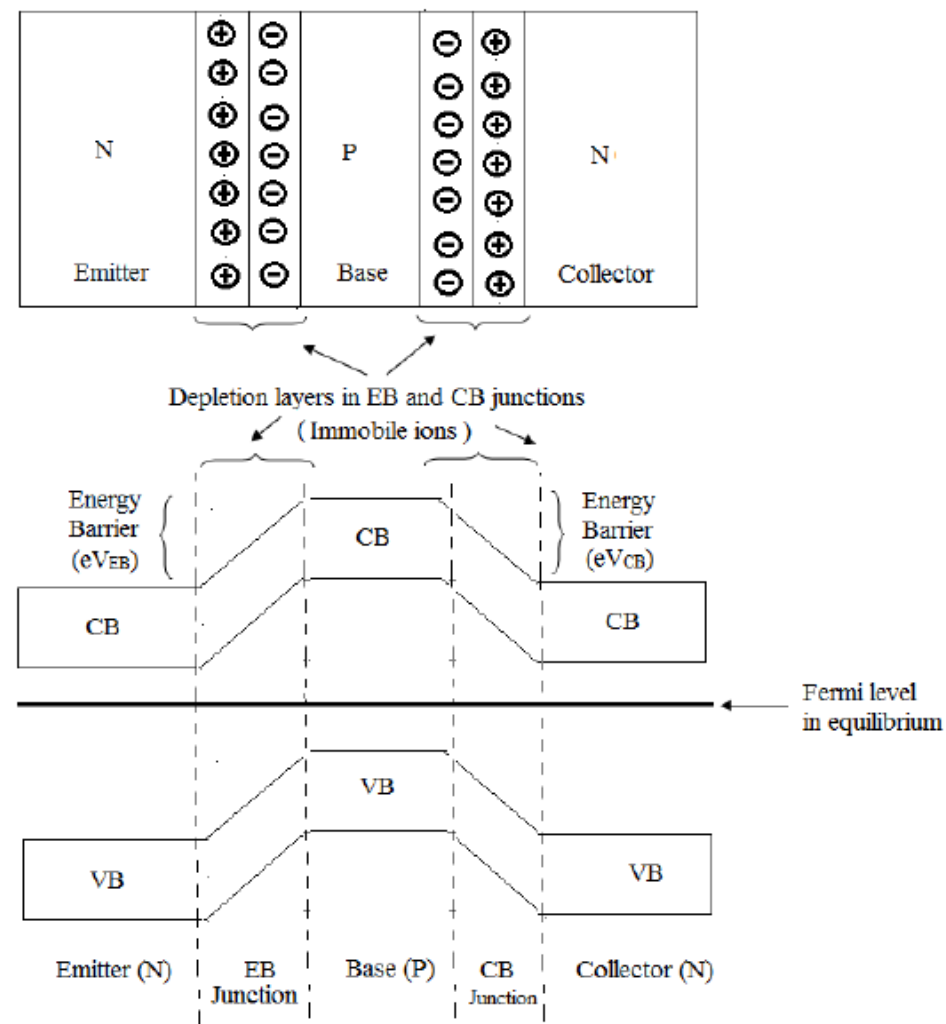 N
P
N
Emitter
Base
Collector
Depletion layers in EB and CB junctions
( Immobile ions )
Energy
Barrier
(eVEB)
Energy
Barrier
(eVCB)
CB
CB
CB
Fermi level
in equilibrium
VB
VB
VB
Emitter (N)
EB
Junction
Base (P)
CB
Junction
Collector (N)